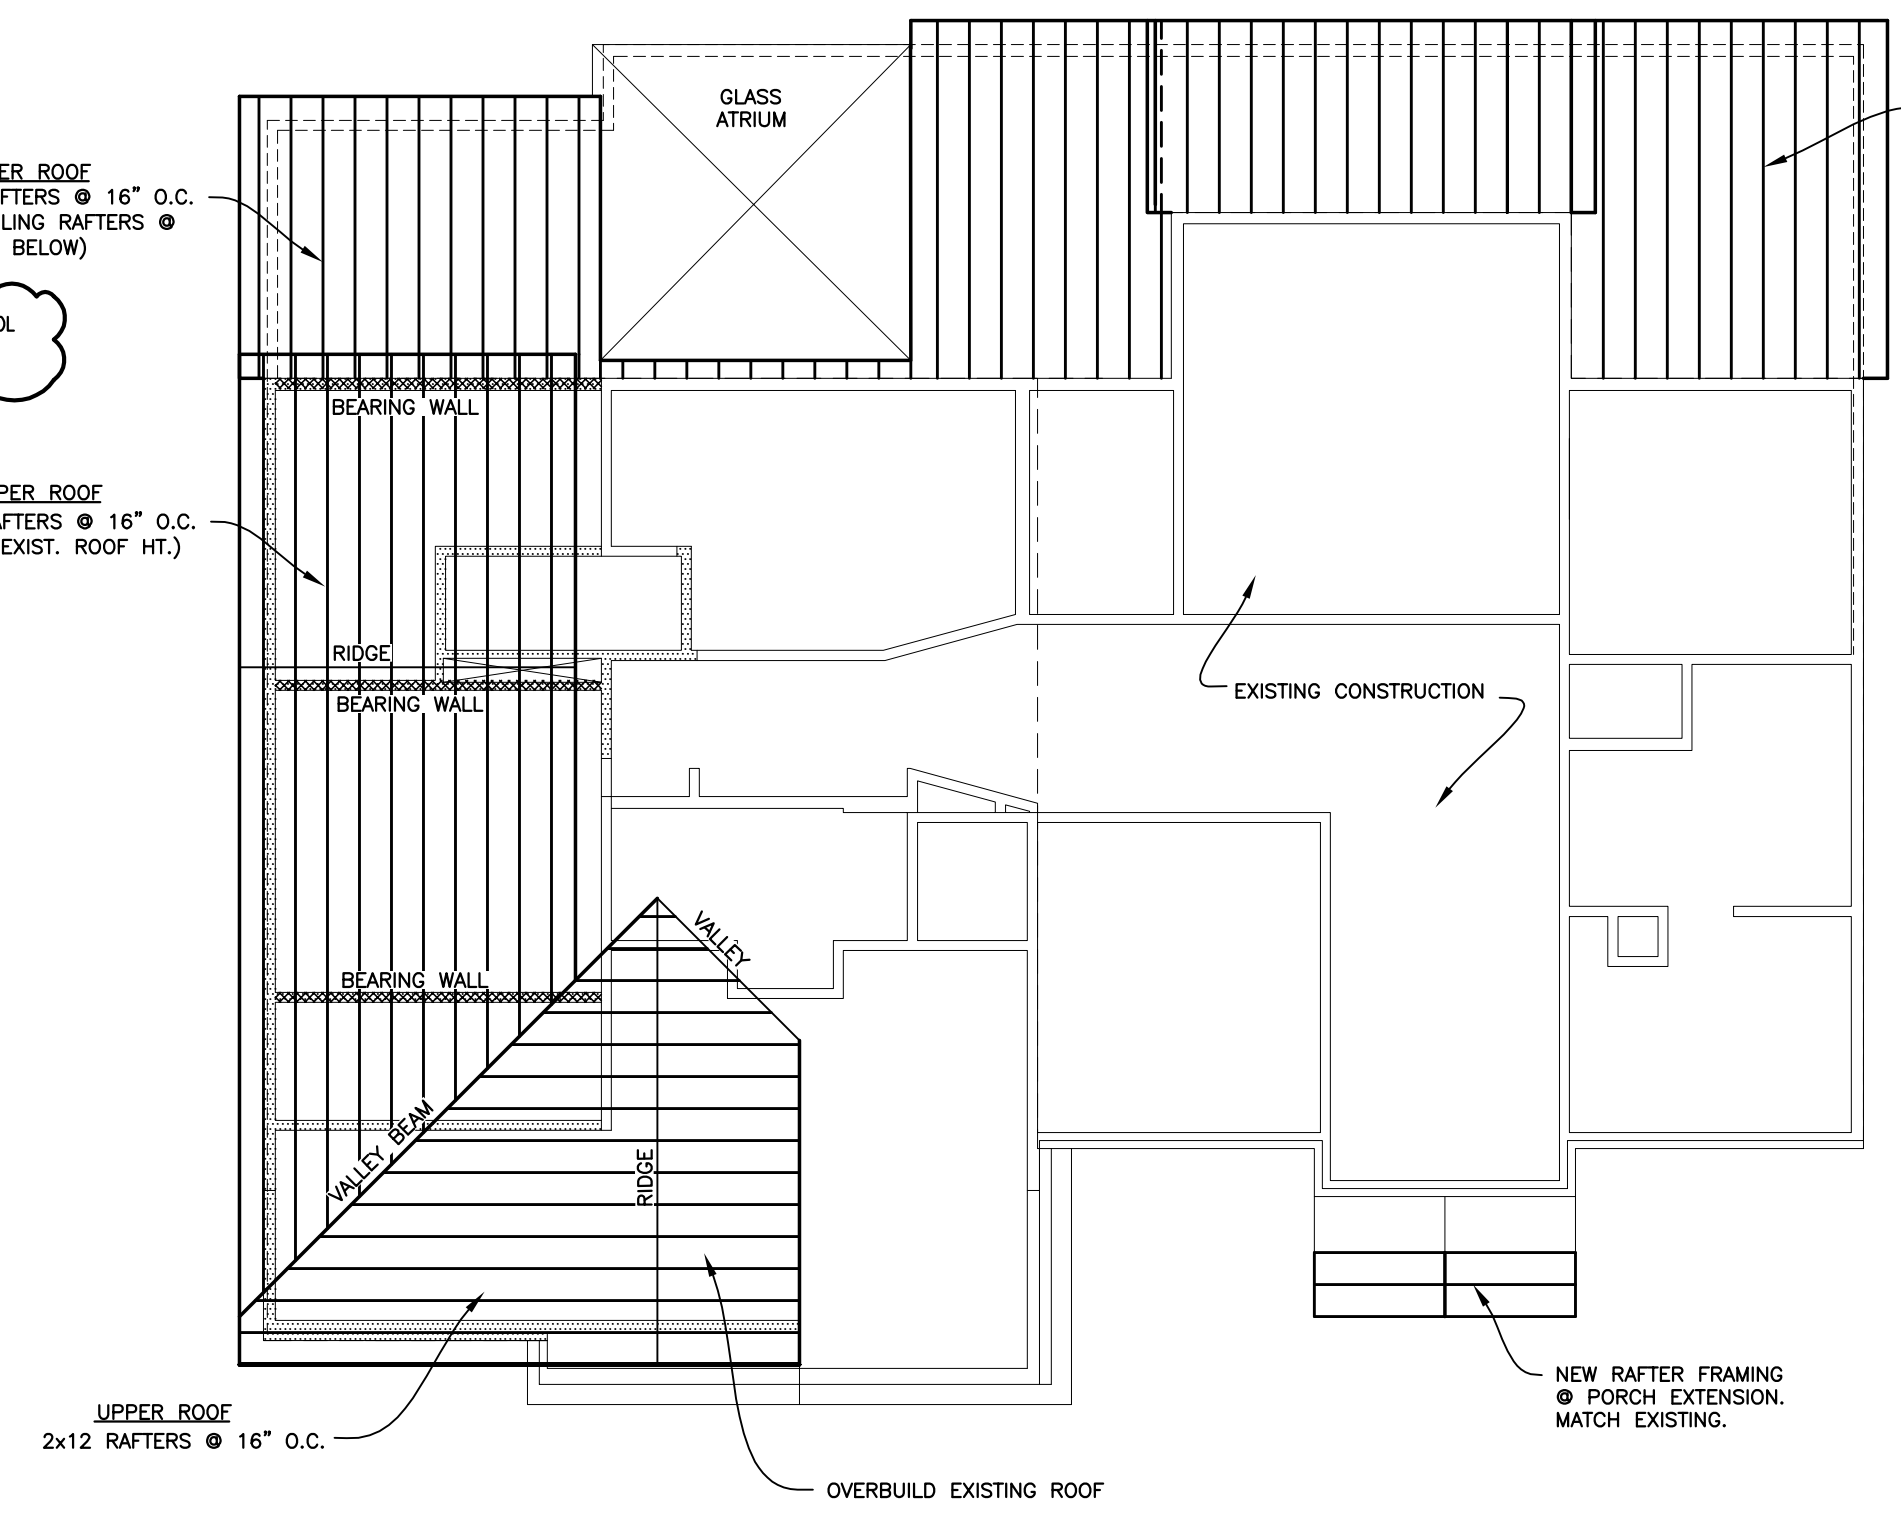 GLASS
ATRIUM
ER ROOF
FTERS @ 16" O.C.
LING RAFTERS @
BELOW)
OL
BEARING WALL
PER ROOF
AFTERS @ 16" O.C.
EXIST. ROOF HT.)
RIDGE
BEARING WALL
EXISTING CONSTRUCTION
VALLEY
BEARING WALL
VALLEY BEAM
RIDGE
NEW RAFTER FRAMING
@ PORCH EXTENSION.
MATCH EXISTING.
UPPER ROOF
2x12 RAFTERS @ 16" O.C.
OVERBUILD EXISTING ROOF